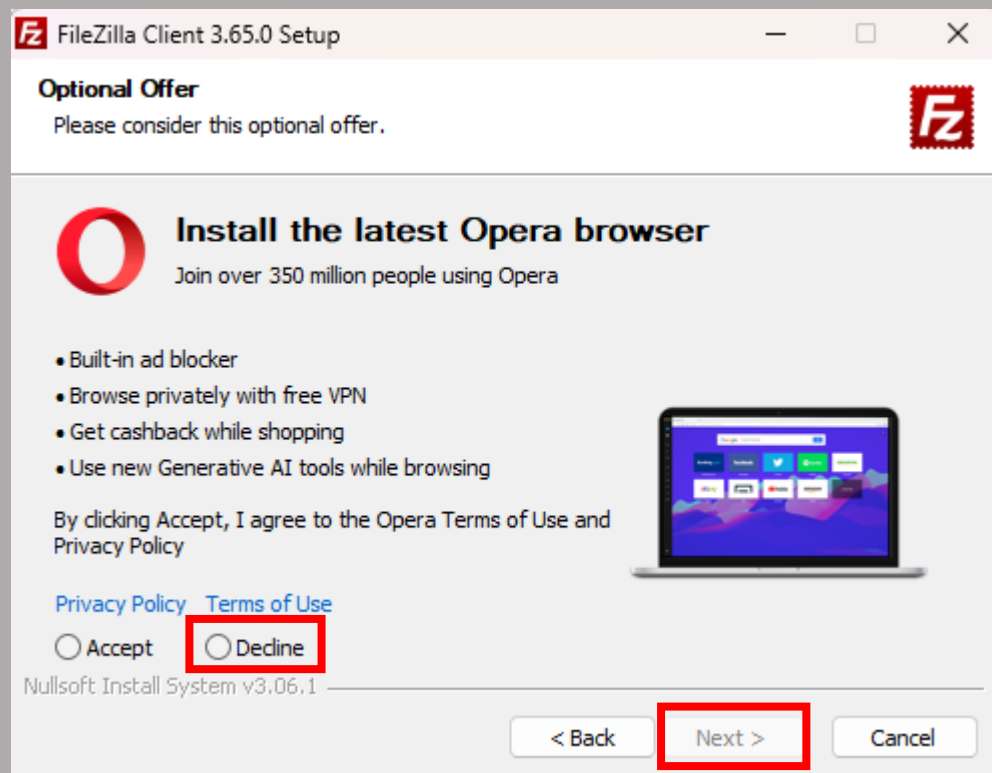 FileZilla Client 3.65.0 Setup
Optional Offer
Please consider this optional offer.
Install the latest Opera browser
Join over 350 million people using Opera
• Built-in ad blocker
• Browse privately with free VPN
• Get cashback while shopping
• Use new Generative AI tools while browsing
By clicking Accept, I agree to the Opera Terms of Use and
Privacy Policy
Privacy Policy Terms of Use
Accept Decline
Nullsoft Install System v3.06.1
< Back Next > Cancel